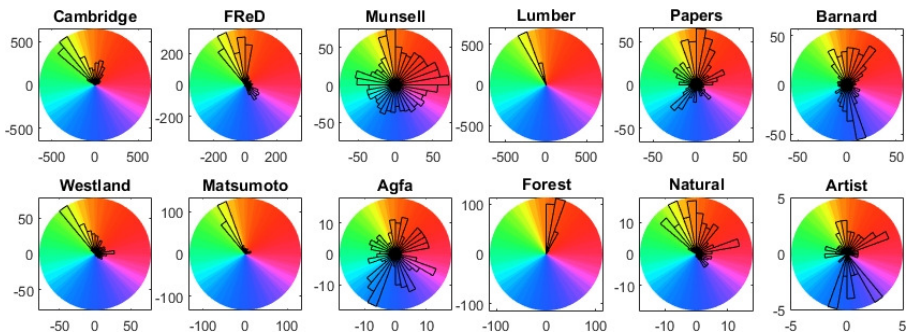 Cambridge FReD Munsell Lumber Papers Barnard
500 200 50 500 50 50
0 0 0 0 0 0
-500 -200 -50 -500 -50 -50
-500 0 500 -200 0 200 -50 0 50 -500 0 500 -50 0 50 -50 0 50
Westland Matsumoto Agfa Forest Natural Artist
50 100 10 100 10 5
0 0 0 0 0 0
-50 -100 -10 -100 -10 -5
-50 0 50 -100 0 100 -10 0 10 -100 0 100 -10 0 10 -5 0 5